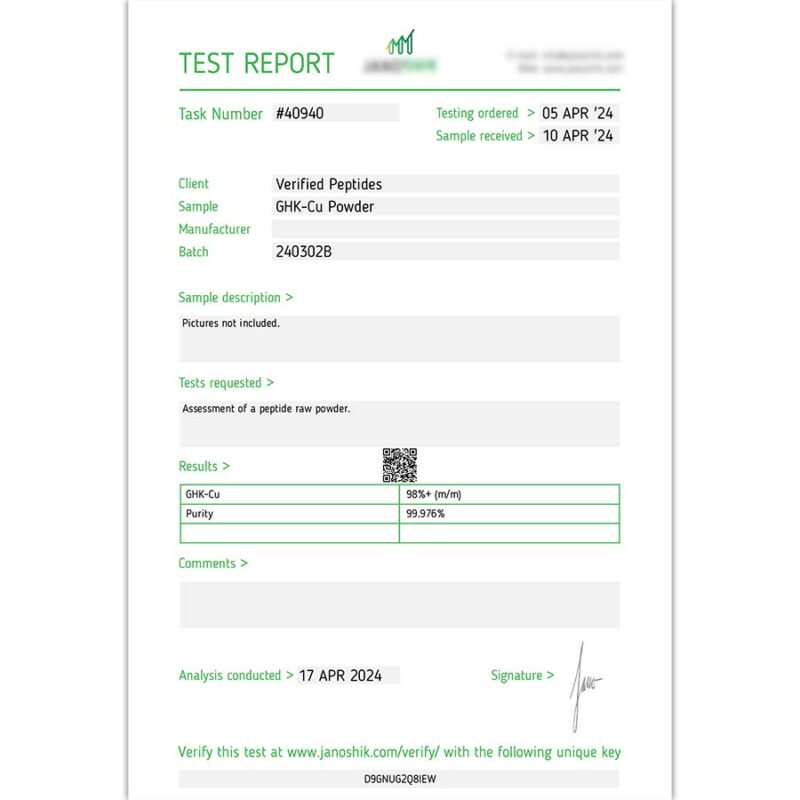 TEST REPORT
JANOSHIK
Task Number #40940
Testing ordered > 05 APR '24
Sample received > 10 APR '24
Client Verified Peptides
Sample GHK-Cu Powder
Manufacturer
Batch 240302B
Sample description >
Pictures not included.
Tests requested >
Assessment of a peptide raw powder.
Results >
GHK-Cu 98%+ (m/m)
Purity 99.976%
Comments >
Analysis conducted > 17 APR 2024
Signature >
Verify this test at www.janoshik.com/verify/ with the following unique key
D9GNUG2Q8IEW